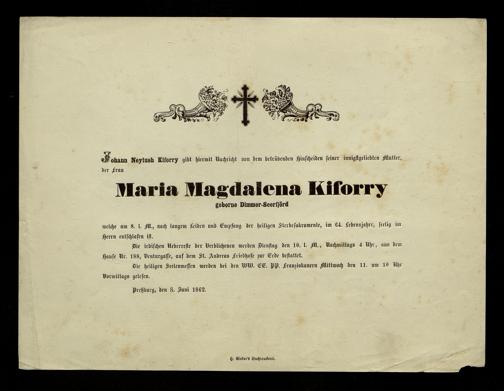 Johann Neytzsh Kiforry gibt hiermit Nachricht von dem betrübenden Hinscheiden seiner innigstgeliebten Mutter,
der Frau
Maria Magdalena Kiforry
geborne Dimmer-Scersjörd
welche am 8. l. M., nach langem Leiden und Empfang der heiligen Sterbesakramente, im 64. Lebensjahre, selig im
Herrn entschlafen ist.
Die irdischen Ueberreste der Verblichenen werden Dienstag den 10. l. M., Nachmittags 4 Uhr, aus dem
Hause Nr. 188, Venturgasse, auf dem St. Andreas Friedhofe zur Erde bestattet.
Die heiligen Seelenmessen werden bei den WW. EE. PP. Franziskanern Mittwoch den 11. um 10 Uhr
Vormittags gelesen.
Preßburg, den 8. Juni 1862.